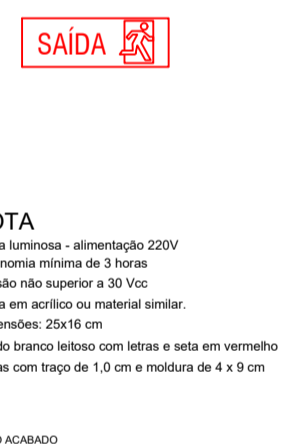 SAÍDA
OTA
a luminosa - alimentação 220V
nomia mínima de 3 horas
são não superior a 30 Vcc
a em acrílico ou material similar.
ensões: 25x16 cm
do branco leitoso com letras e seta em vermelho
as com traço de 1,0 cm e moldura de 4 x 9 cm
O ACABADO